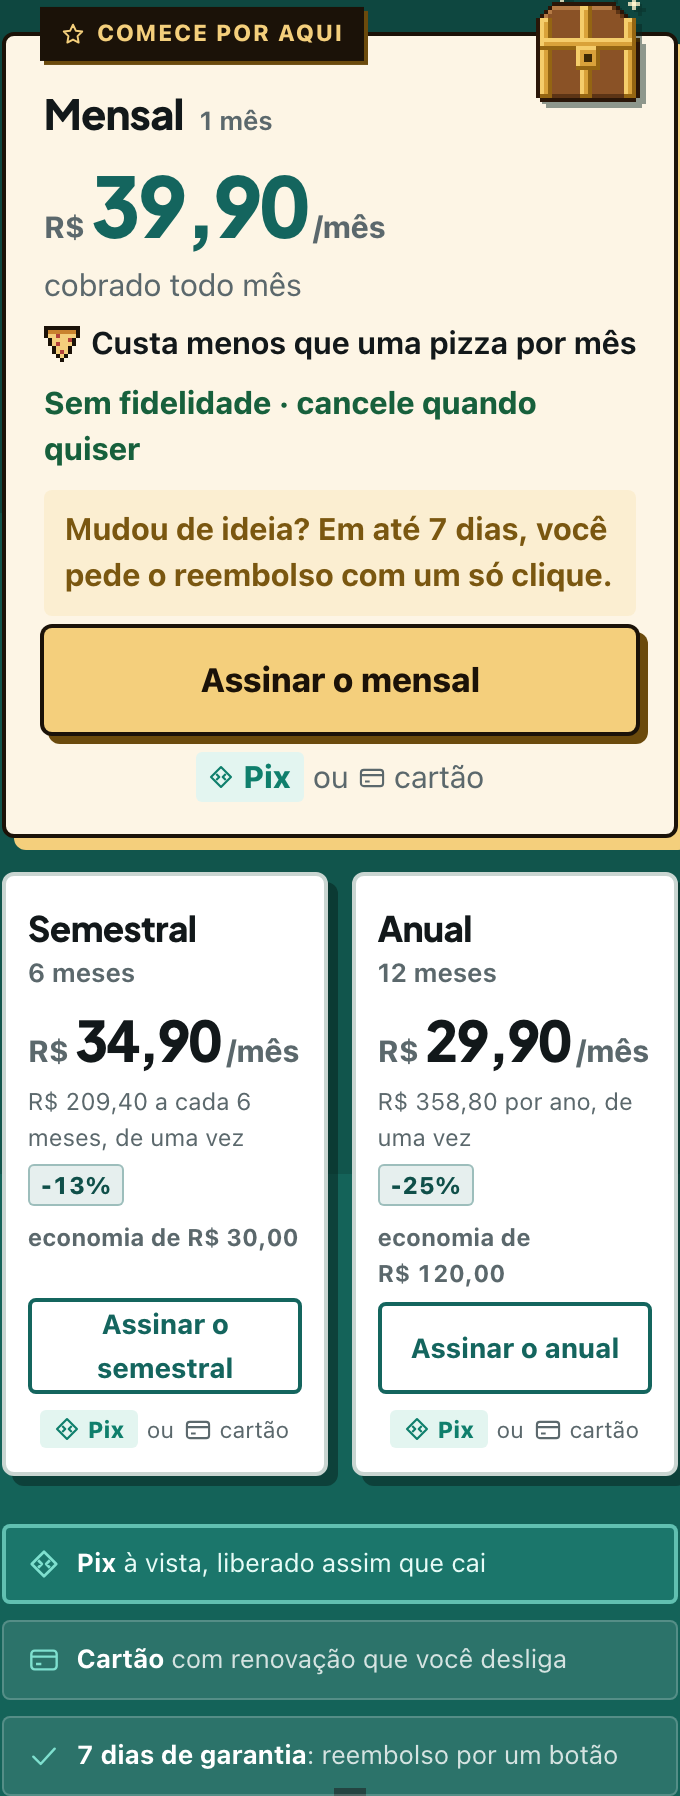 COMECE POR AQUI
Mensal 1 mês
R$ 39,90/mês
cobrado todo mês
Custa menos que uma pizza por mês
Sem fidelidade · cancele quando
quiser
Mudou de ideia? Em até 7 dias, você
pede o reembolso com um só clique.
Assinar o mensal
Pix ou cartão
Semestral
6 meses
R$ 34,90/mês
R$ 209,40 a cada 6
meses, de uma vez
-13%
economia de R$ 30,00
Assinar o
semestral
Pix ou cartão
Anual
12 meses
R$ 29,90/mês
R$ 358,80 por ano, de
uma vez
-25%
economia de
R$ 120,00
Assinar o anual
Pix ou cartão
Pix à vista, liberado assim que cai
Cartão com renovação que você desliga
7 dias de garantia: reembolso por um botão